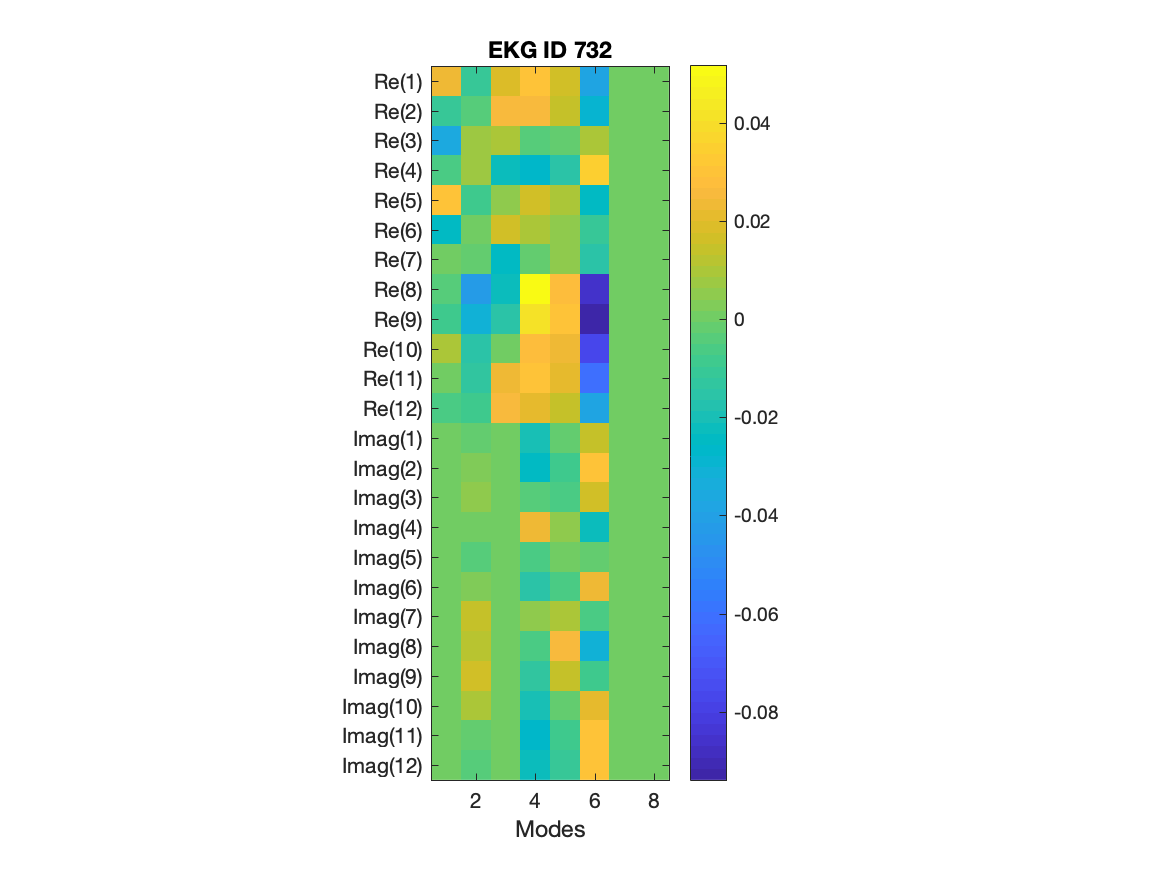 EKG ID 732
Re(1)
Re(2)
Re(3)
Re(4)
Re(5)
Re(6)
Re(7)
Re(8)
Re(9)
Re(10)
Re(11)
Re(12)
Imag(1)
Imag(2)
Imag(3)
Imag(4)
Imag(5)
Imag(6)
Imag(7)
Imag(8)
Imag(9)
Imag(10)
Imag(11)
Imag(12)
2 4 6 8
Modes
0.04
0.02
0
-0.02
-0.04
-0.06
-0.08